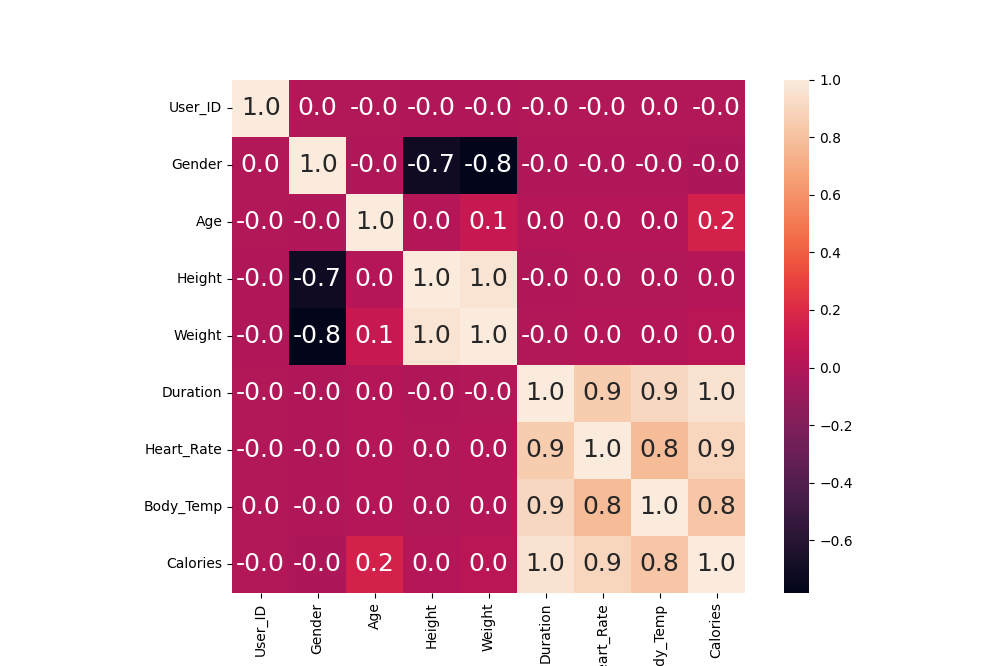 User_ID 1.0 0.0 -0.0 -0.0 -0.0 -0.0 -0.0 0.0 -0.0
Gender 0.0 1.0 -0.0 -0.7 -0.8 -0.0 -0.0 -0.0 -0.0
Age -0.0 -0.0 1.0 0.0 0.1 0.0 0.0 0.0 0.2
Height -0.0 -0.7 0.0 1.0 1.0 -0.0 0.0 0.0 0.0
Weight -0.0 -0.8 0.1 1.0 1.0 -0.0 0.0 0.0 0.0
Duration -0.0 -0.0 0.0 -0.0 -0.0 1.0 0.9 0.9 1.0
Heart_Rate -0.0 -0.0 0.0 0.0 0.0 0.9 1.0 0.8 0.9
Body_Temp 0.0 -0.0 0.0 0.0 0.0 0.9 0.8 1.0 0.8
Calories -0.0 -0.0 0.2 0.0 0.0 1.0 0.9 0.8 1.0
User_ID
Gender
Age
Height
Weight
Duration
eart_Rate
dy_Temp
Calories
1.0
0.8
0.6
0.4
0.2
0.0
−0.2
−0.4
−0.6